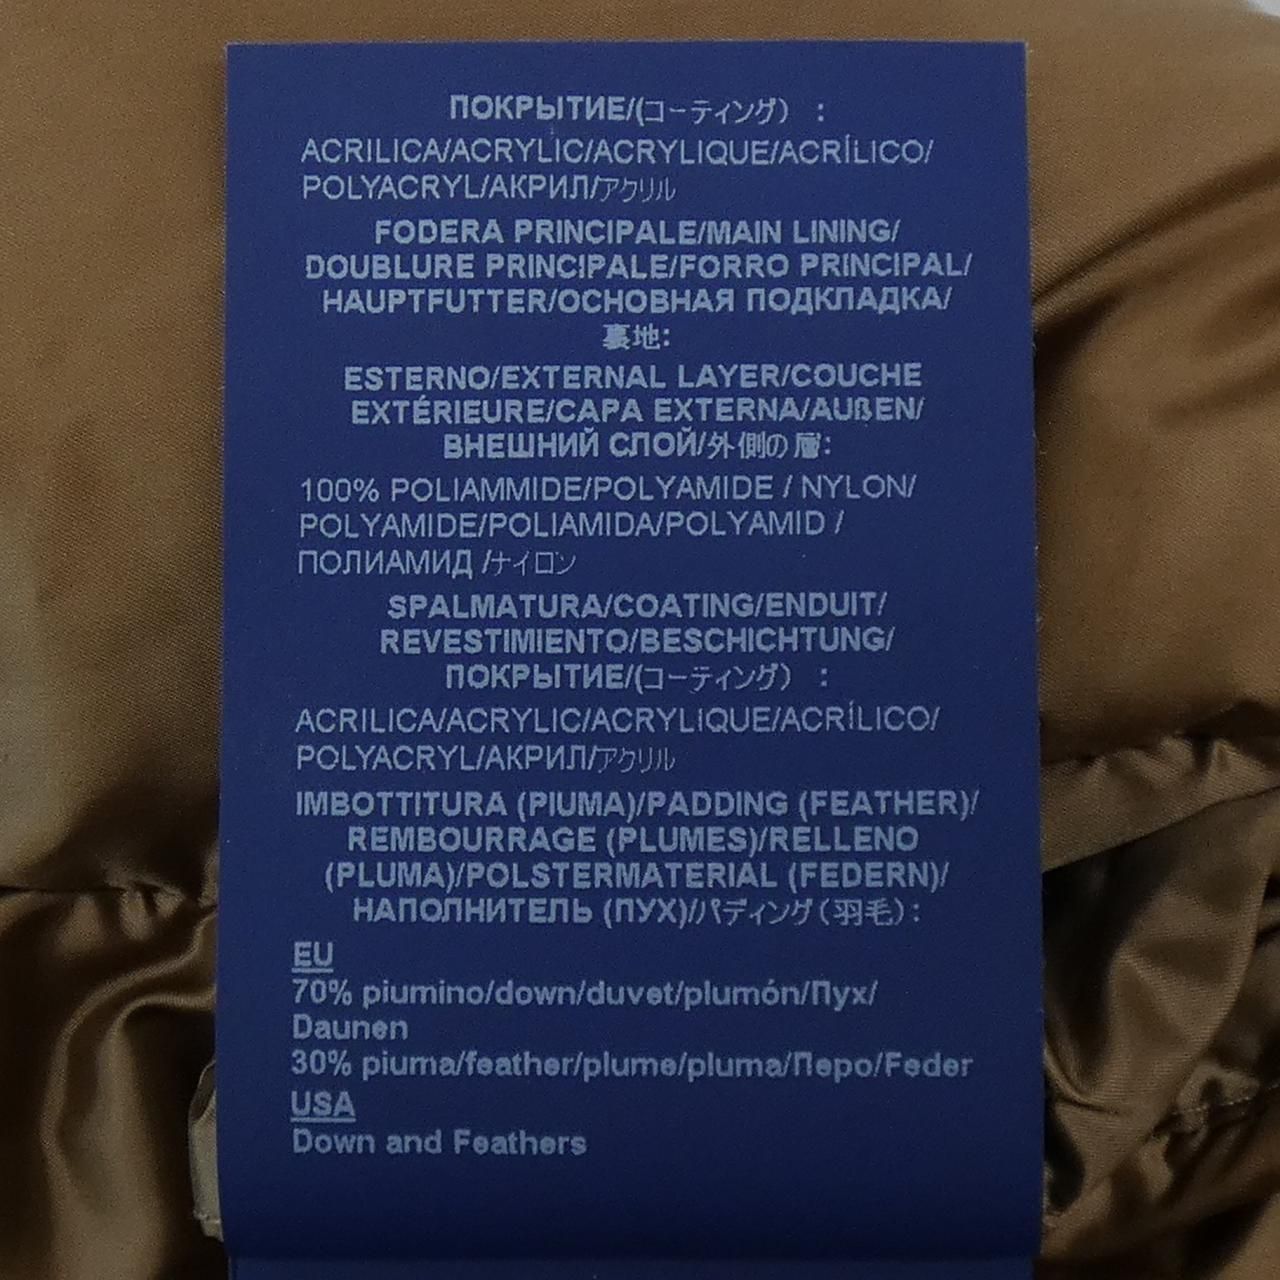 ПОКРЫТИЕ/(コーティング） :
ACRILICA/ACRYLIC/ACRYLIQUE/ACRÍLICO/
POLYACRYL/АКРИЛ/アクリル
FODERA PRINCIPALE/MAIN LINING/
DOUBLURE PRINCIPALE/FORRO PRINCIPAL/
HAUPTFUTTER/ОСНОВНАЯ ПОДКЛАДКА/
裏地:
ESTERNO/EXTERNAL LAYER/COUCHE
EXTÉRIEURE/CAPA EXTERNA/AUßEN/
ВНЕШНИЙ СЛОЙ/外側の層:
100% POLIAMMIDE/POLYAMIDE / NYLON/
POLYAMIDE/POLIAMIDA/POLYAMID /
ПОЛИАМИД /ナイロン
SPALMATURA/COATING/ENDUIT/
REVESTIMIENTO/BESCHICHTUNG/
ПОКРЫТИЕ/(コーティング） :
ACRILICA/ACRYLIC/ACRYLIQUE/ACRÍLICO/
POLYACRYL/АКРИЛ/アクリル
IMBOTTITURA (PIUMA)/PADDING (FEATHER)/
REMBOURRAGE (PLUMES)/RELLENO
(PLUMA)/POLSTERMATERIAL (FEDERN)/
НАПОЛНИТЕЛЬ (ПУХ)/パディング（羽毛）:
EU
70% piumino/down/duvet/plumón/Пух/
Daunen
30% piuma/feather/plume/pluma/Перо/Feder
USA
Down and Feathers